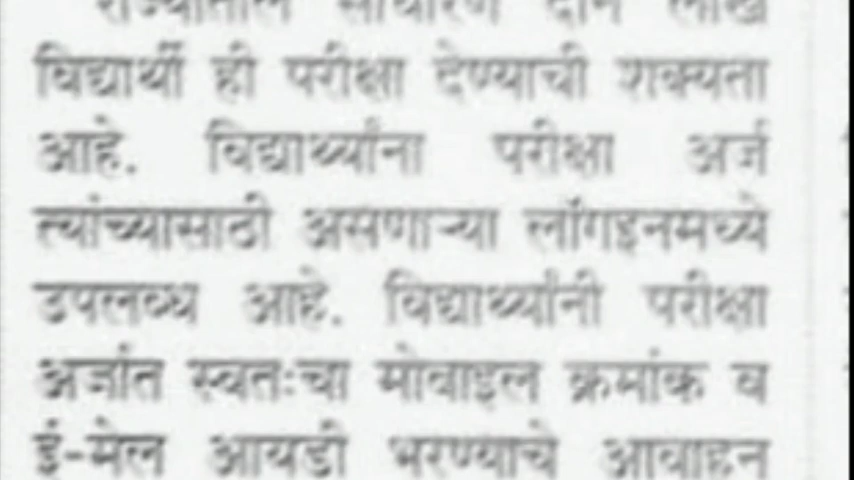 राज्यातील साधारण दोन लाख
विद्यार्थी ही परीक्षा देण्याची शक्यता
आहे. विद्यार्थ्यांना परीक्षा अर्ज
त्यांच्यासाठी असणाऱ्या लॉगइनमध्ये
उपलब्ध आहे. विद्यार्थ्यांनी परीक्षा
अर्जात स्वतःचा मोबाइल क्रमांक व
ई-मेल आयडी भरण्याचे आवाहन